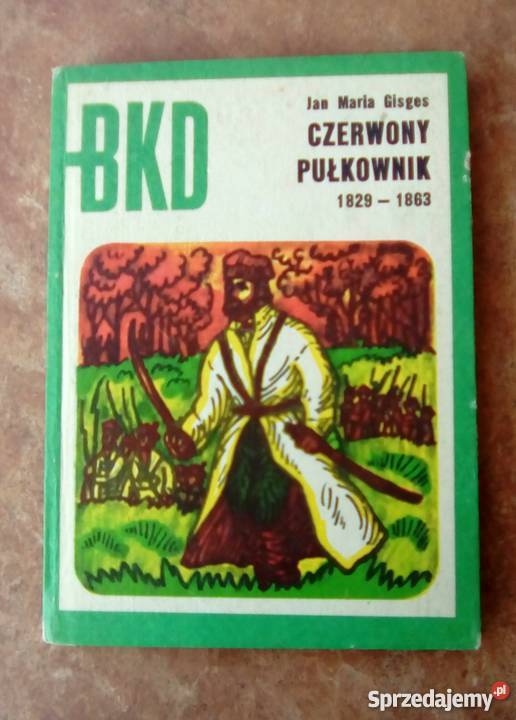 BKD
Jan Maria Gisges
CZERWONY
PUŁKOWNIK
1829 – 1863
Sprzedajemy.pl